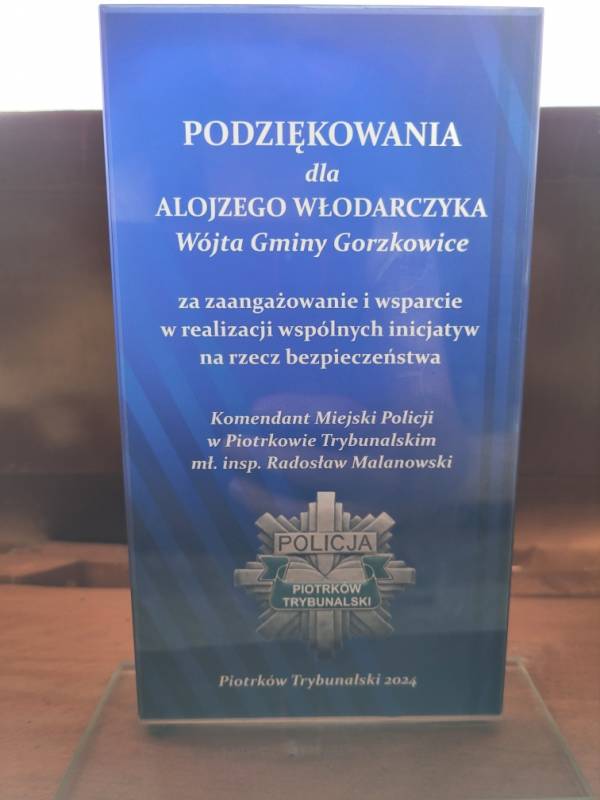 PODZIĘKOWANIA
dla
ALOJZEGO WŁODARCZYKA
Wójta Gminy Gorzkowice
za zaangażowanie i wsparcie
w realizacji wspólnych inicjatyw
na rzecz bezpieczeństwa
Komendant Miejski Policji
w Piotrkowie Trybunalskim
mł. insp. Radosław Malanowski
POLICJA
PIOTRKÓW
TRYBUNALSKI
Piotrków Trybunalski 2024